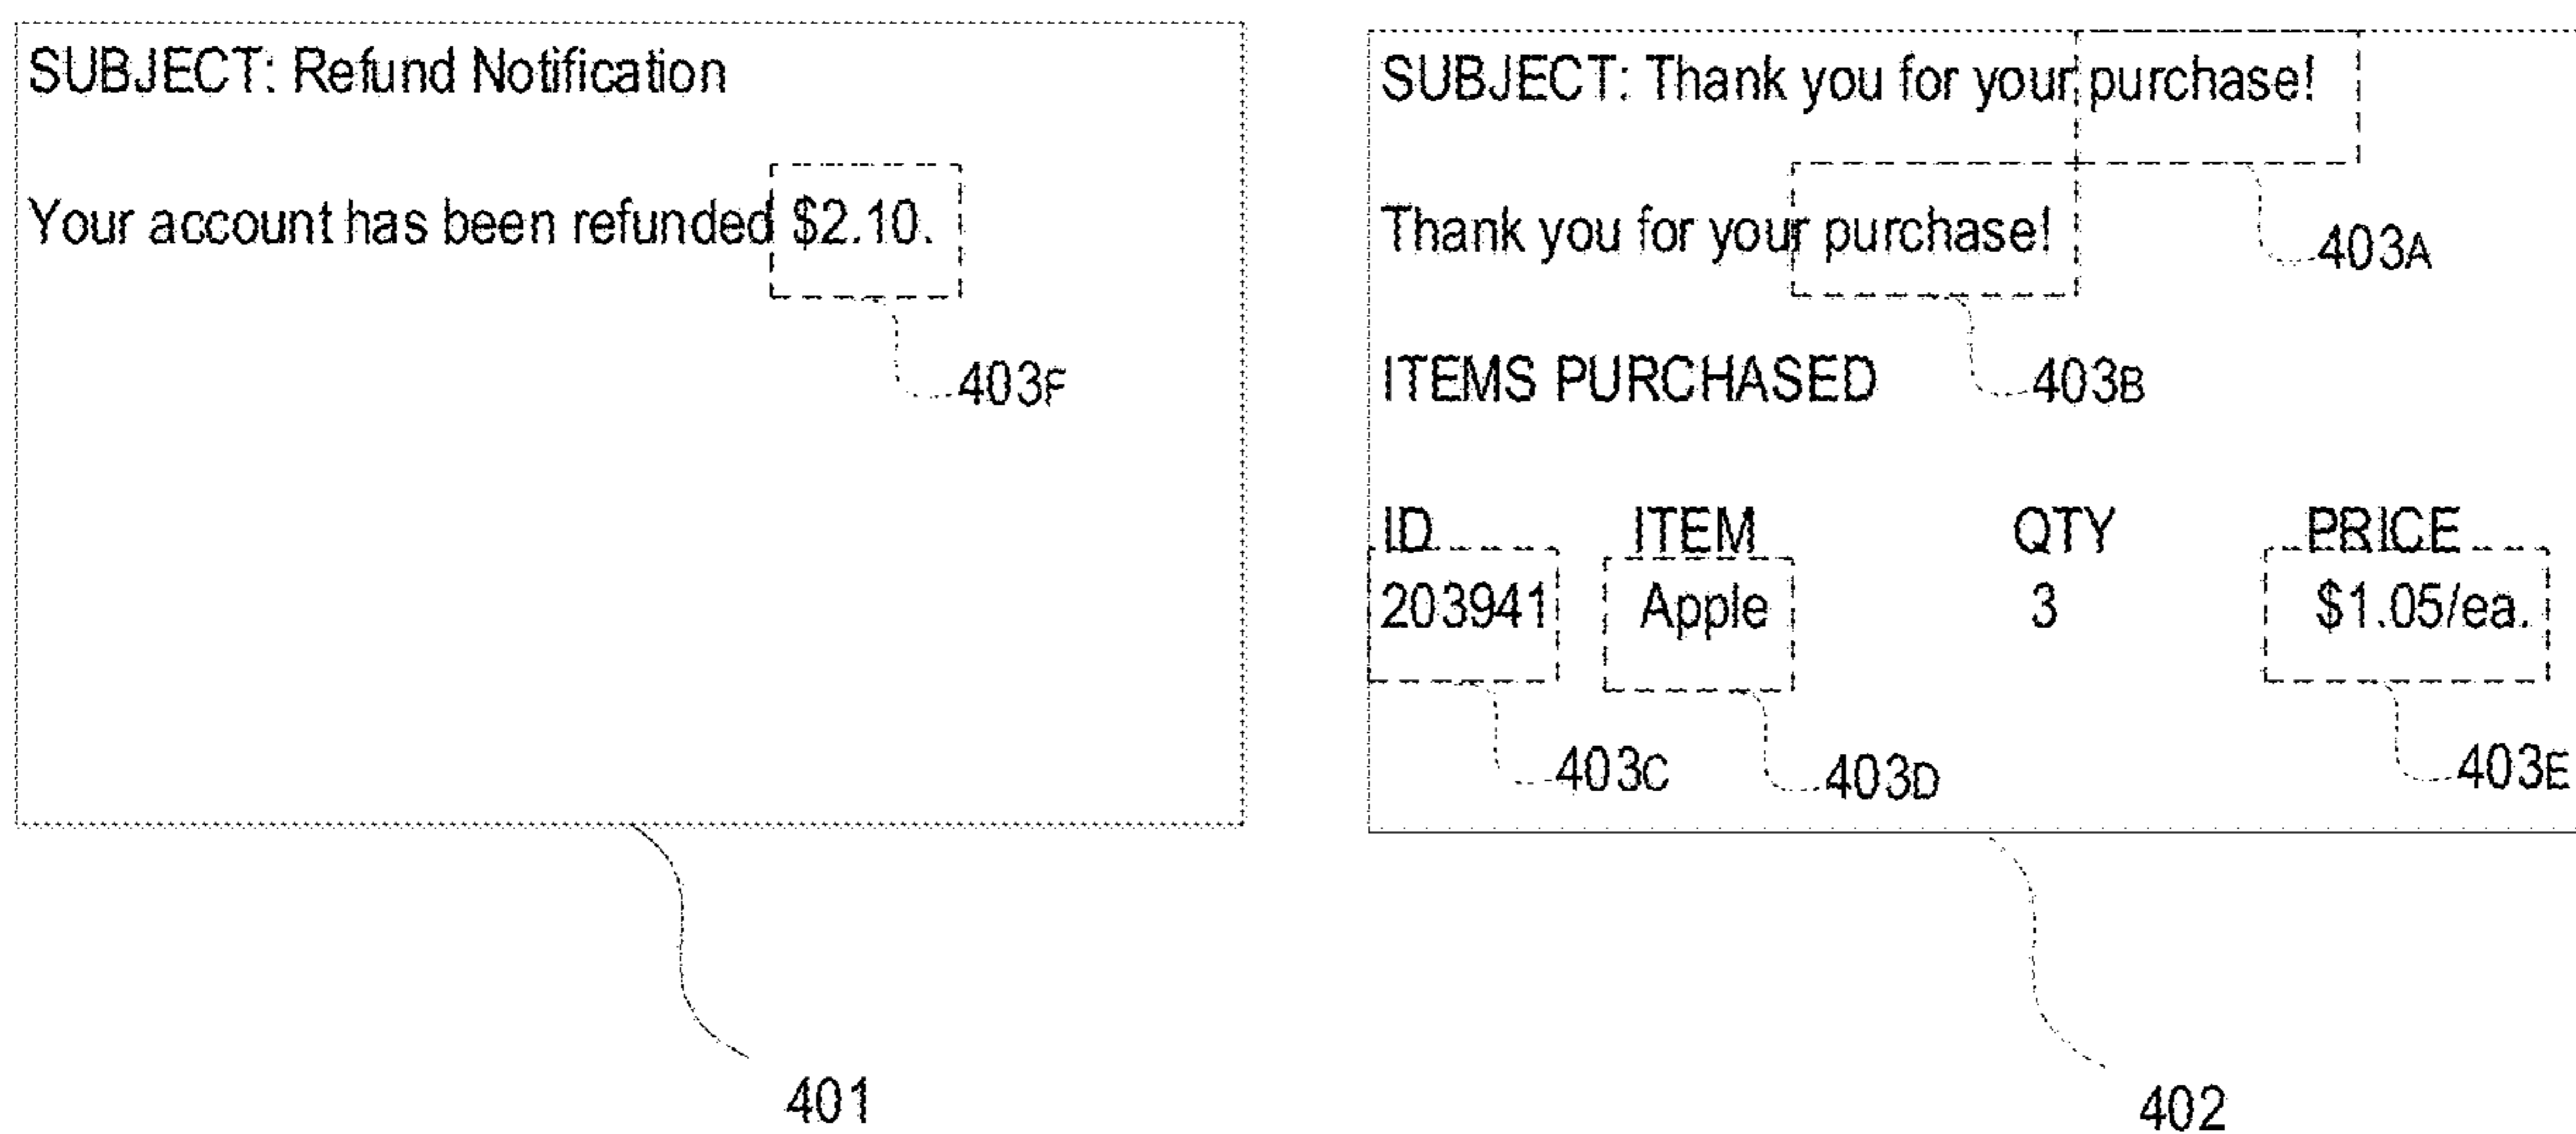 SUBJECT: Refund Notification
Your account has been refunded $2.10.
403F
401
SUBJECT: Thank you for your purchase!
403A
Thank you for your purchase!
403B
ITEMS PURCHASED
ID ITEM QTY PRICE
203941 Apple 3 $1.05/ea.
403C 403D 403E
402